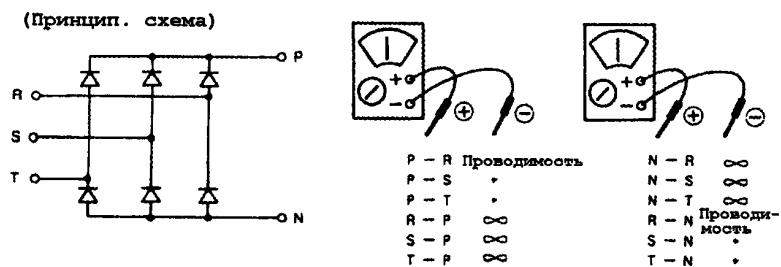 (Принцип. схема)
P
R
S
T
N
+
−
⊕ ⊖
P − R Проводимость
P − S "
P − T "
R − P ∞
S − P ∞
T − P ∞
+
−
⊕ ⊖
N − R ∞
N − S ∞
N − T ∞
R − N Проводи-
мость
S − N "
T − N "